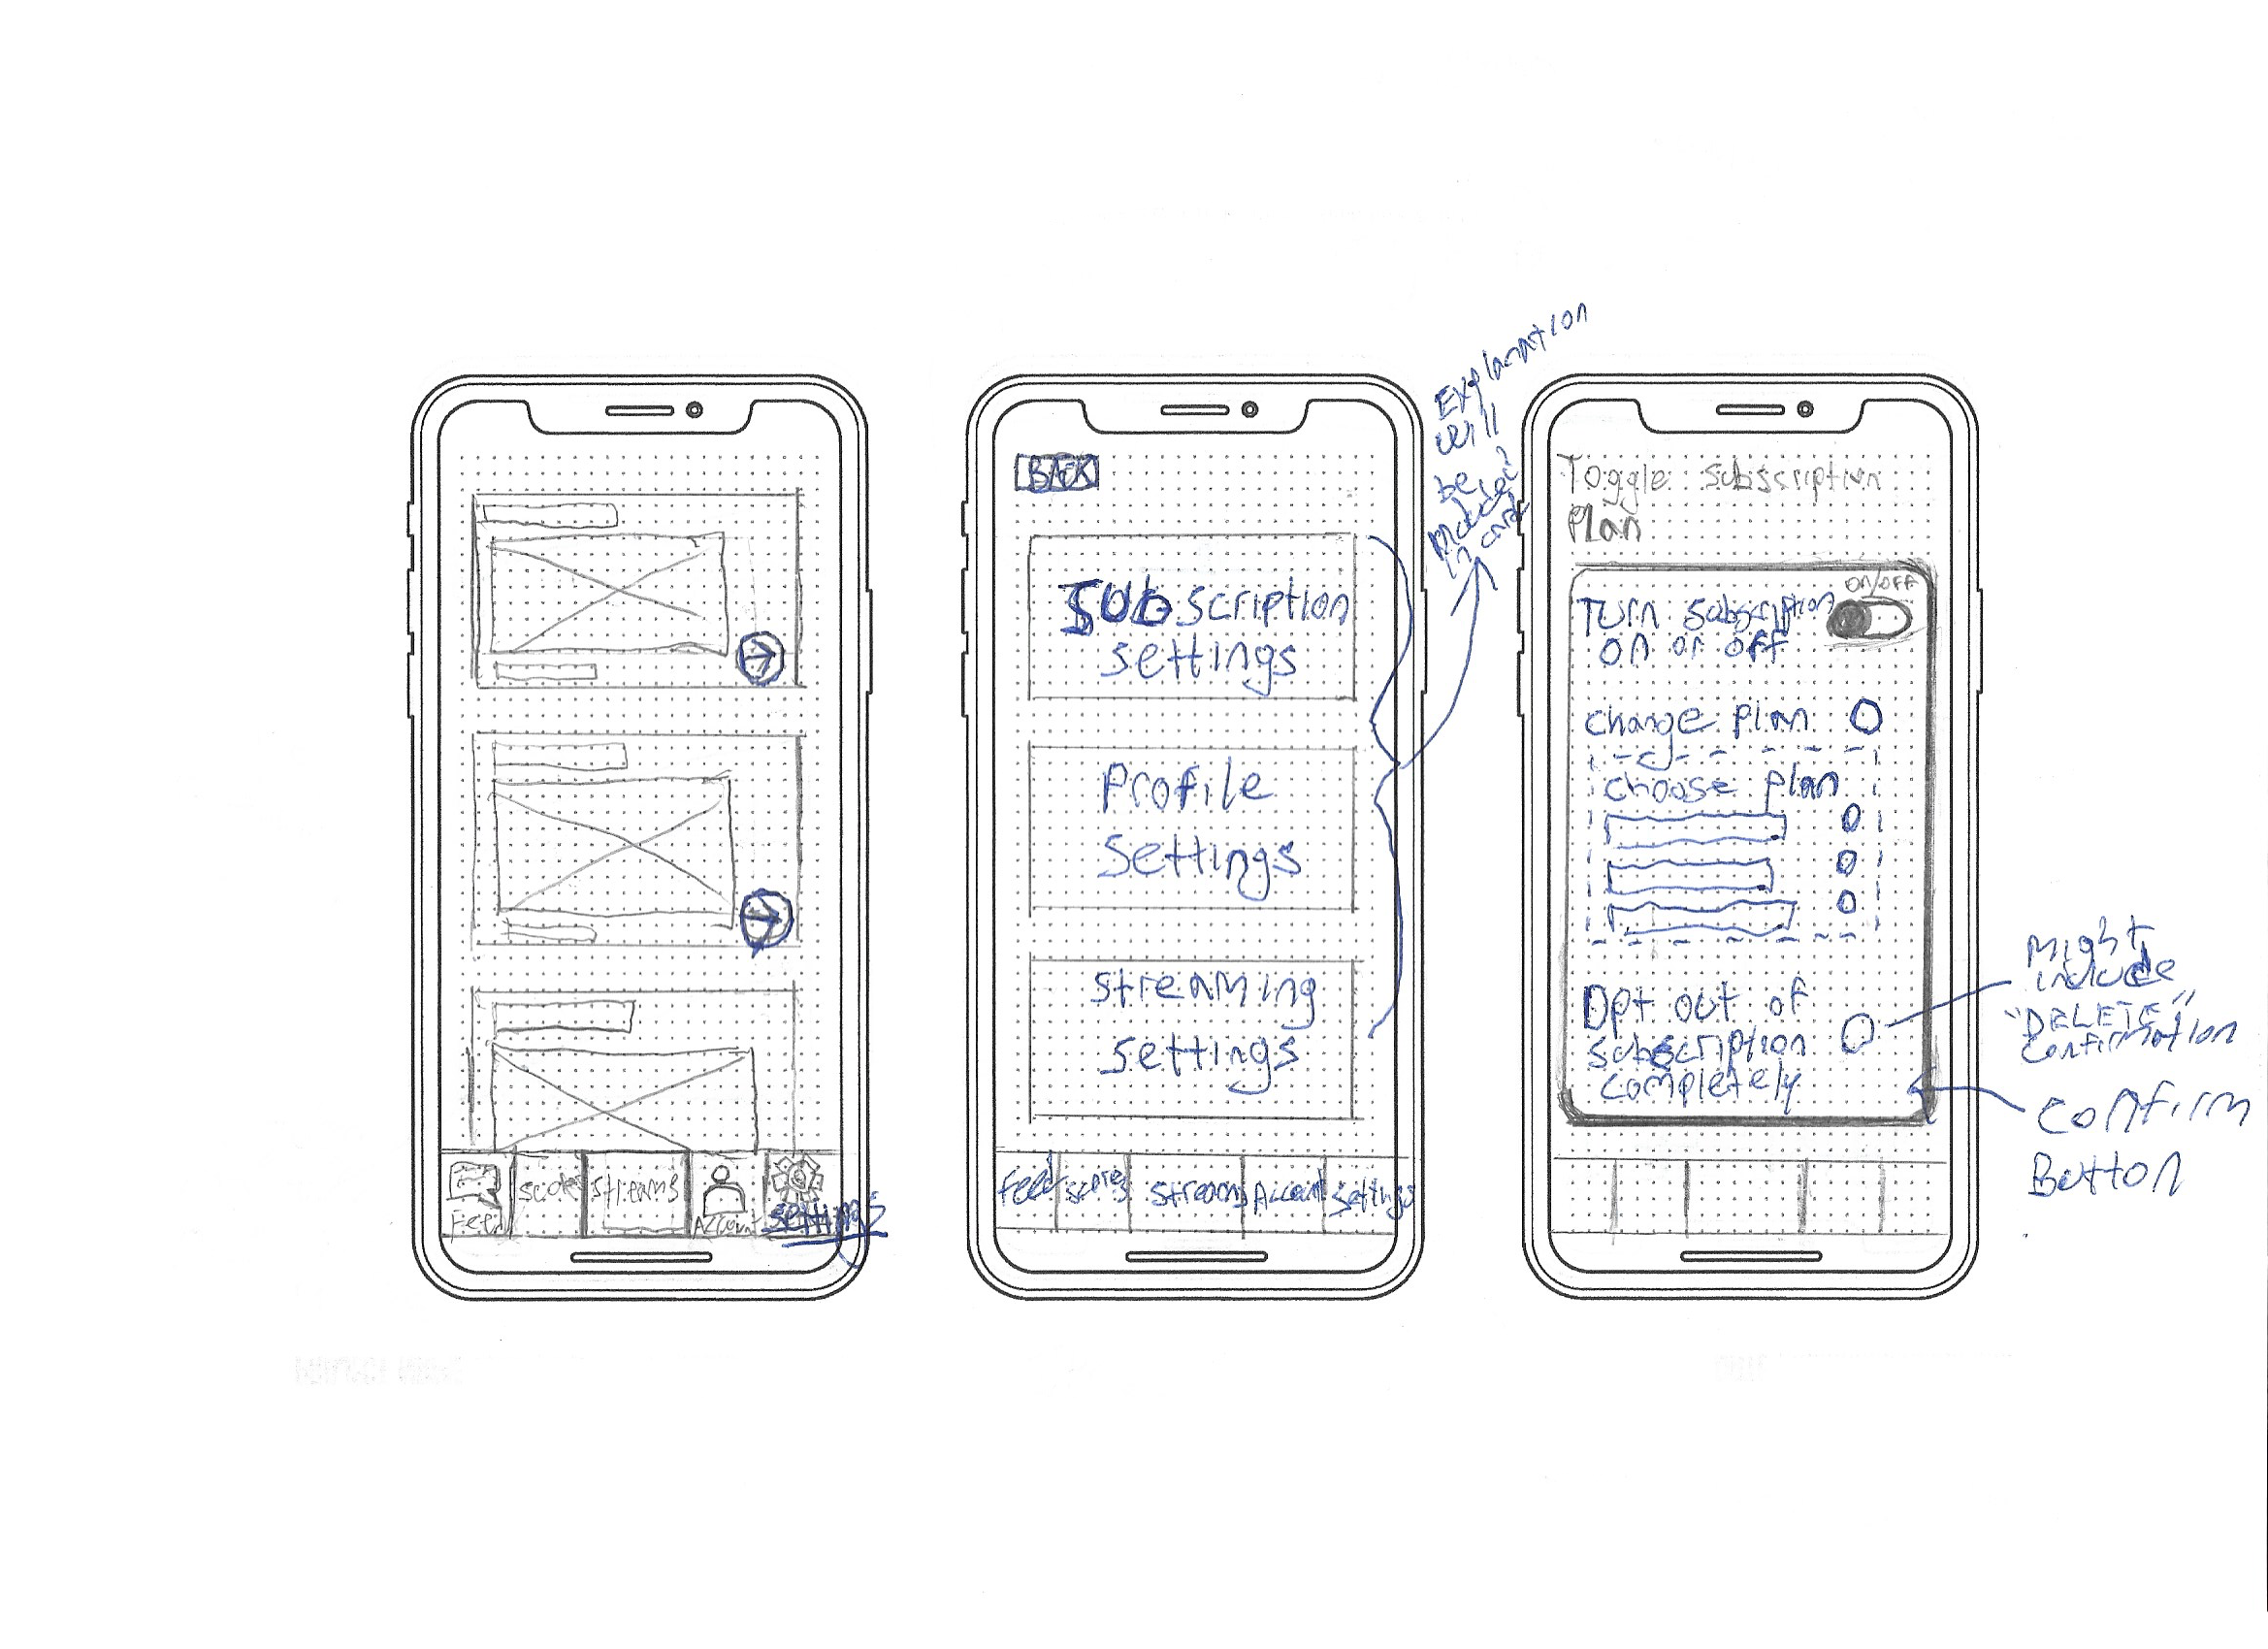 Feed
Scores
Streams
Account
settings
BACK
Subscription
settings
Profile
settings
streaming
settings
Feed
scores
Streams
Account
settings
Explanation
will
be
placed
in card
Toggle subscription
Plan
ON/OFF
Turn subscription
on or off
change plan
choose plan
Opt out of
subscription
completely
Might
include
"DELETE"
confirmation
confirm
Button